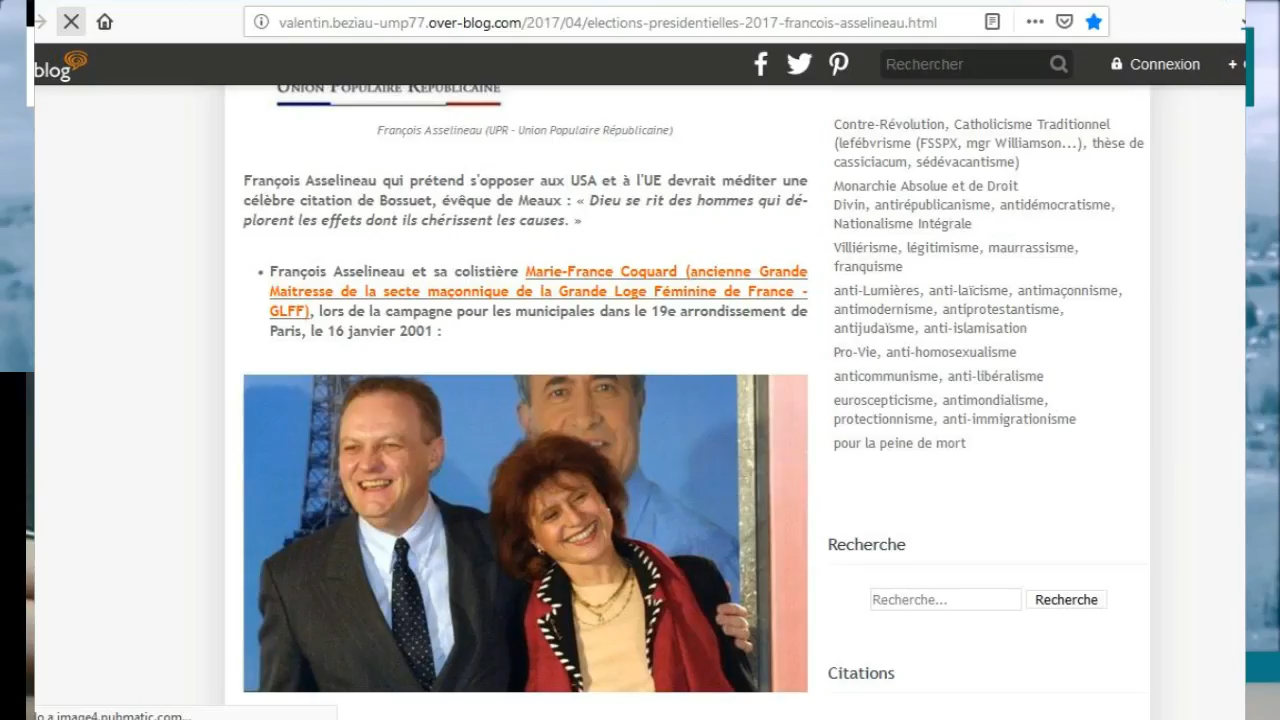 valentin.beziau-ump77.over-blog.com/2017/04/elections-presidentielles-2017-francois-asselineau.html
blog
Rechercher
Connexion
+
UNION POPULAIRE RÉPUBLICAINE
François Asselineau (UPR - Union Populaire Républicaine)
François Asselineau qui prétend s'opposer aux USA et à l'UE devrait méditer une
célèbre citation de Bossuet, évêque de Meaux : « Dieu se rit des hommes qui dé-
plorent les effets dont ils chérissent les causes. »
• François Asselineau et sa colistière Marie-France Coquard (ancienne Grande
Maitresse de la secte maçonnique de la Grande Loge Féminine de France -
GLFF), lors de la campagne pour les municipales dans le 19e arrondissement de
Paris, le 16 janvier 2001 :
Contre-Révolution, Catholicisme Traditionnel
(lefébvrisme (FSSPX, mgr Williamson...), thèse de
cassiciacum, sédévacantisme)
Monarchie Absolue et de Droit
Divin, antirépublicanisme, antidémocratisme,
Nationalisme Intégrale
Villiérisme, légitimisme, maurrassisme,
franquisme
anti-Lumières, anti-laïcisme, antimaçonnisme,
antimodernisme, antiprotestantisme,
antijudaïsme, anti-islamisation
Pro-Vie, anti-homosexualisme
anticommunisme, anti-libéralisme
euroscepticisme, antimondialisme,
protectionnisme, anti-immigrationisme
pour la peine de mort
Recherche
Recherche...
Recherche
Citations
lo a image4.pubmatic.com...